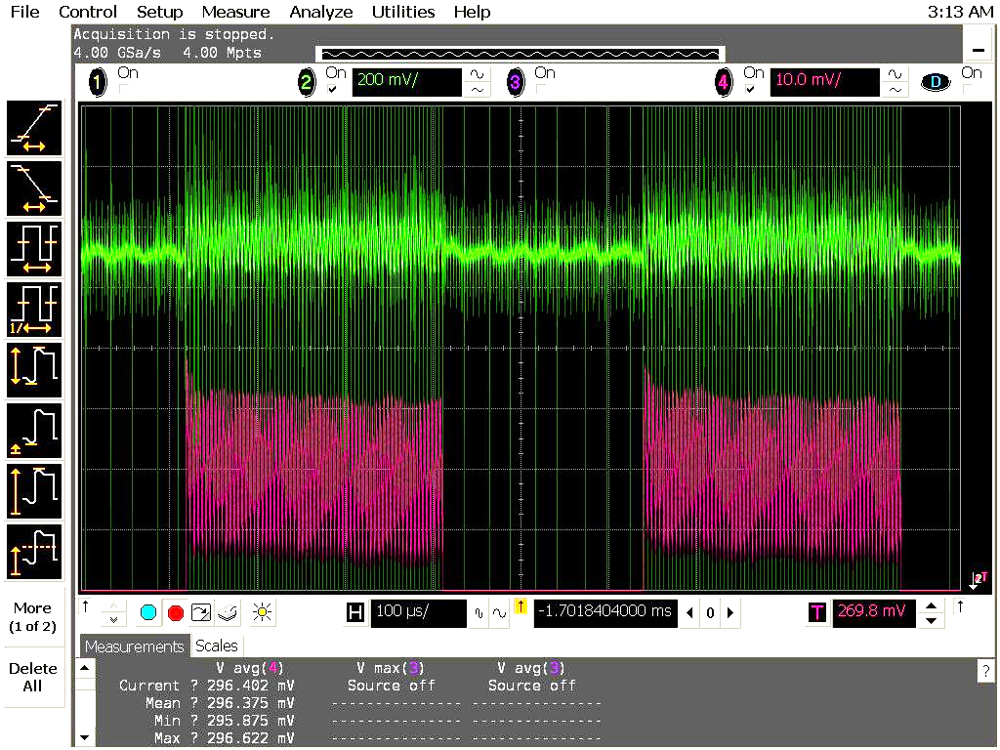 File Control Setup Measure Analyze Utilities Help 3:13 AM
Acquisition is stopped.
4.00 GSa/s 4.00 Mpts
1 On 2 On 200 mV/ 3 On 4 On 10.0 mV/ D On
1/
T
H 100 µs/ -1.7018404000 ms 0 T 269.8 mV
More
(1 of 2)
Delete
All
Measurements Scales
V avg(4) V max(3) V avg(3)
Current ? 296.402 mV Source off Source off
Mean ? 296.375 mV --------------- ---------------
Min ? 295.875 mV --------------- ---------------
Max ? 296.622 mV --------------- ---------------
?